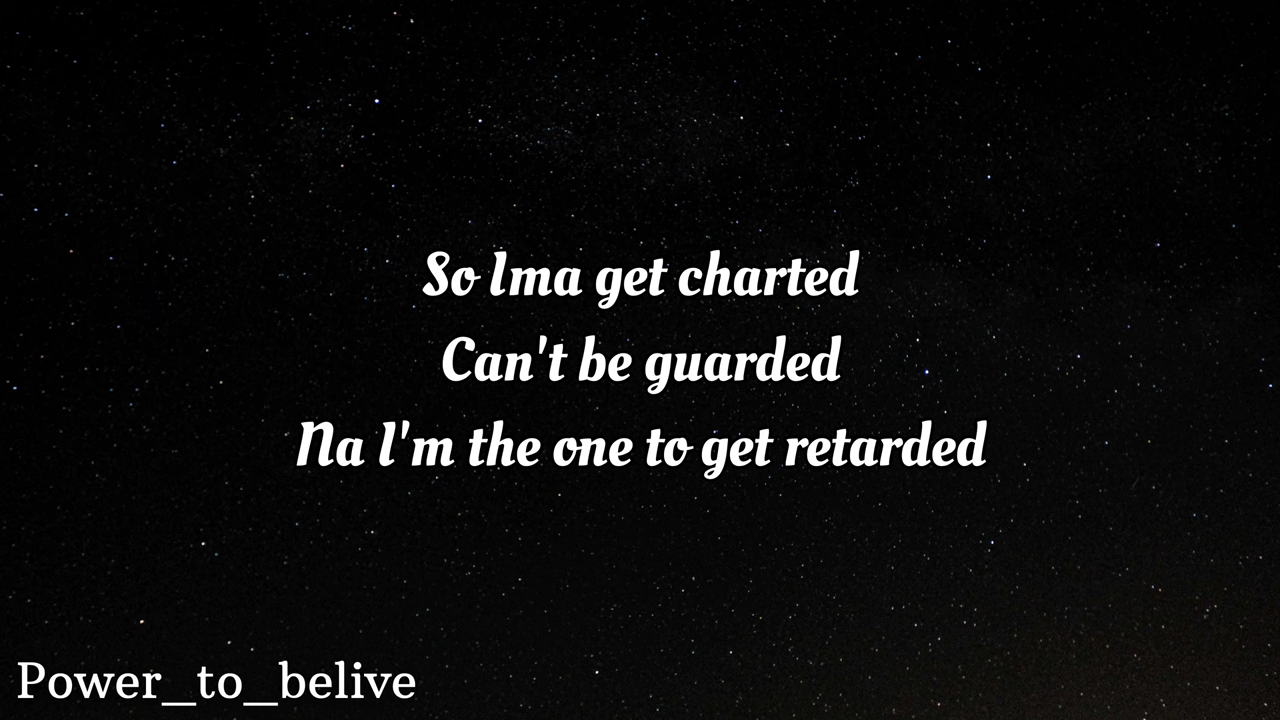 So Ima get charted
Can't be guarded
Na I'm the one to get retarded
Power_to_belive